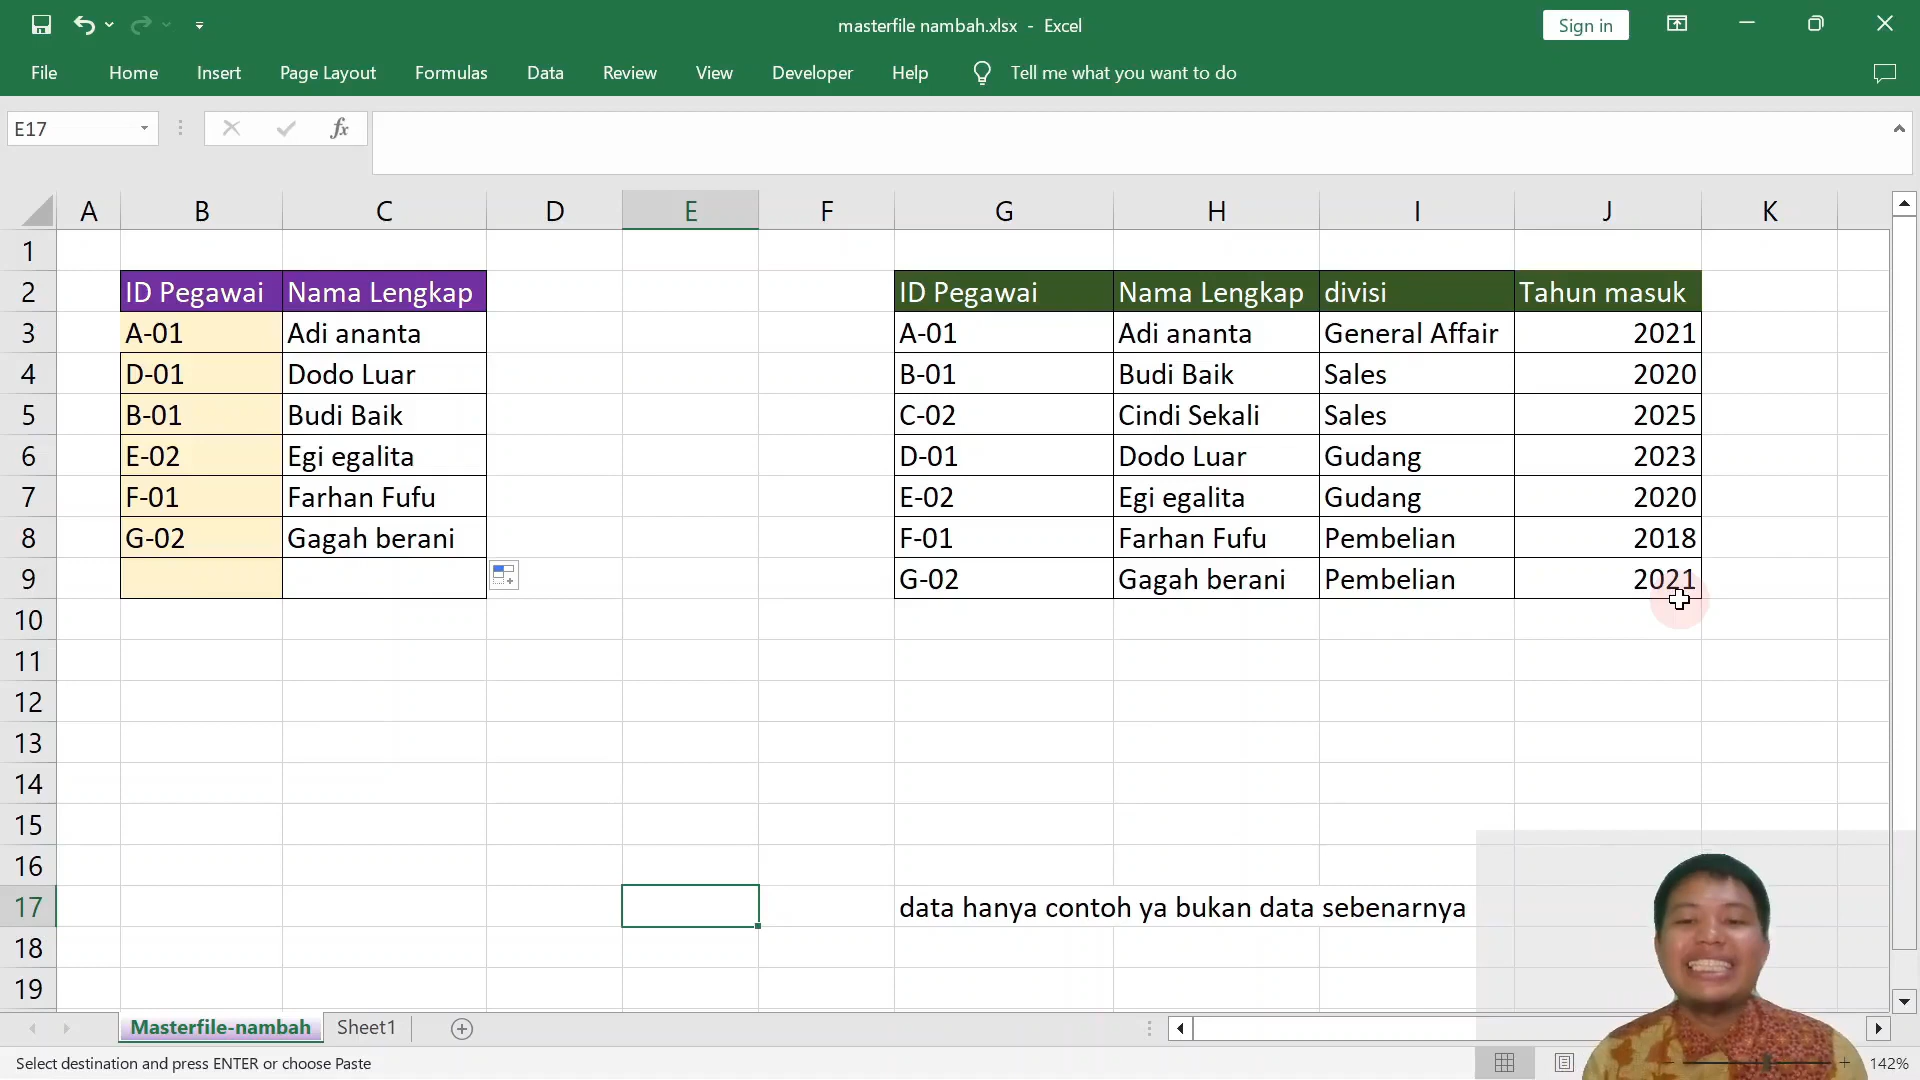 masterfile nambah.xlsx - Excel
Sign in
File Home Insert Page Layout Formulas Data Review View Developer Help Tell me what you want to do
E17 fx
A B C D E F G H I J K
1
2 ID Pegawai Nama Lengkap ID Pegawai Nama Lengkap divisi Tahun masuk
3 A-01 Adi ananta A-01 Adi ananta General Affair 2021
4 D-01 Dodo Luar B-01 Budi Baik Sales 2020
5 B-01 Budi Baik C-02 Cindi Sekali Sales 2025
6 E-02 Egi egalita D-01 Dodo Luar Gudang 2023
7 F-01 Farhan Fufu E-02 Egi egalita Gudang 2020
8 G-02 Gagah berani F-01 Farhan Fufu Pembelian 2018
9 G-02 Gagah berani Pembelian 2021
10
11
12
13
14
15
16
17 data hanya contoh ya bukan data sebenarnya
18
19
Masterfile-nambah Sheet1
Select destination and press ENTER or choose Paste 142%